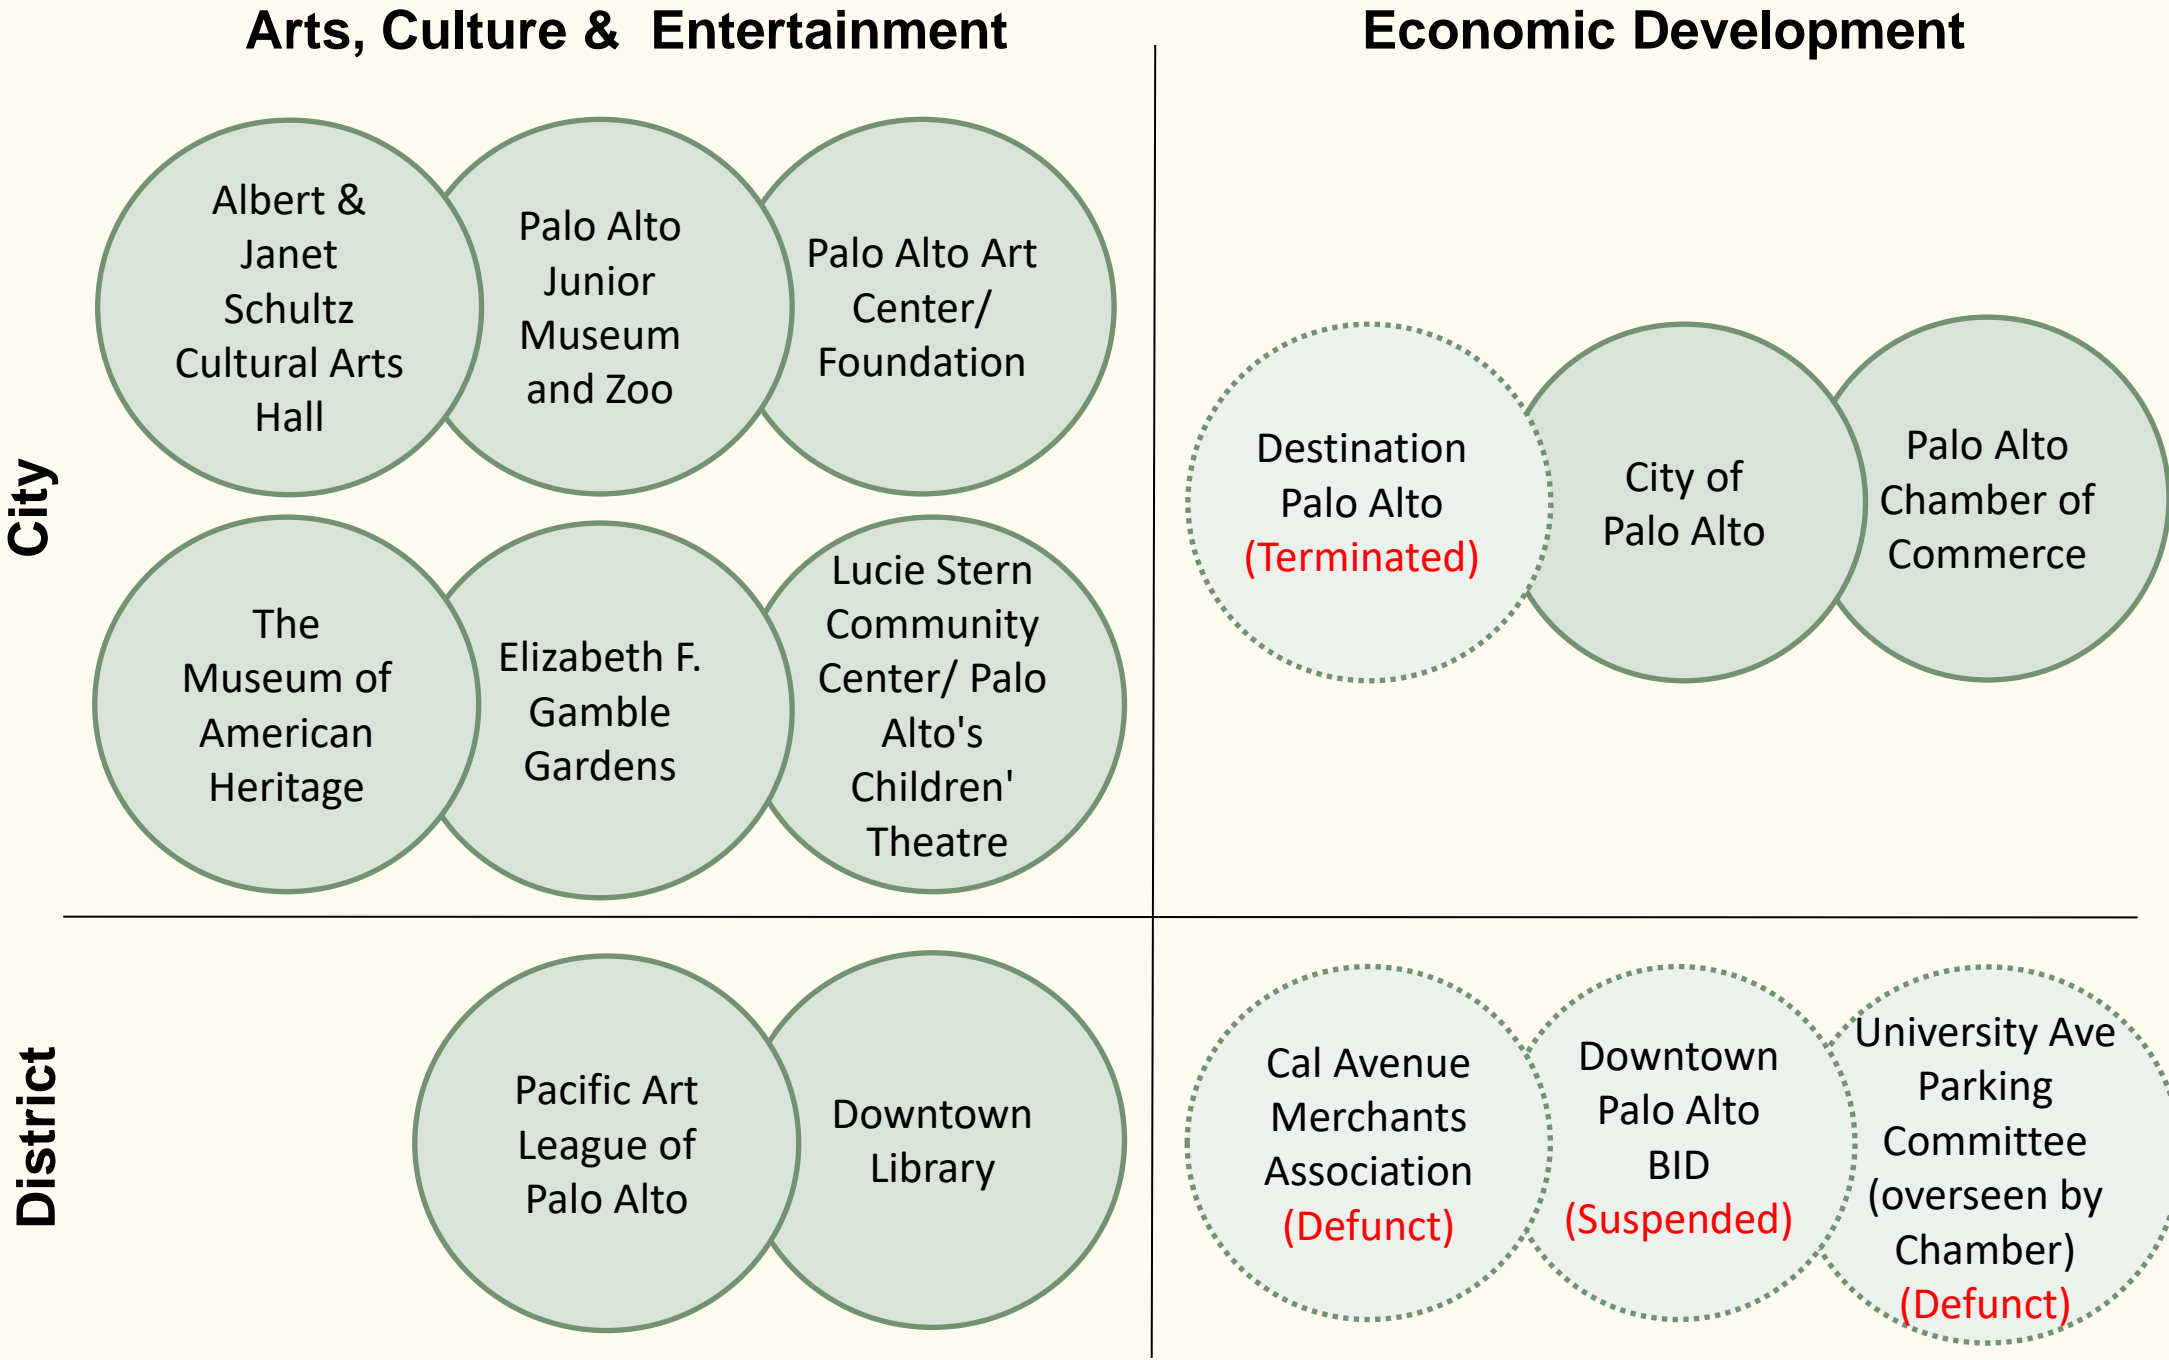 Arts, Culture & Entertainment
Economic Development
City
Albert &
Janet
Schultz
Cultural Arts
Hall
Palo Alto
Junior
Museum
and Zoo
Palo Alto Art
Center/
Foundation
The
Museum of
American
Heritage
Elizabeth F.
Gamble
Gardens
Lucie Stern
Community
Center/ Palo
Alto's
Children'
Theatre
Destination
Palo Alto
(Terminated)
City of
Palo Alto
Palo Alto
Chamber of
Commerce
District
Pacific Art
League of
Palo Alto
Downtown
Library
Cal Avenue
Merchants
Association
(Defunct)
Downtown
Palo Alto
BID
(Suspended)
University Ave
Parking
Committee
(overseen by
Chamber)
(Defunct)